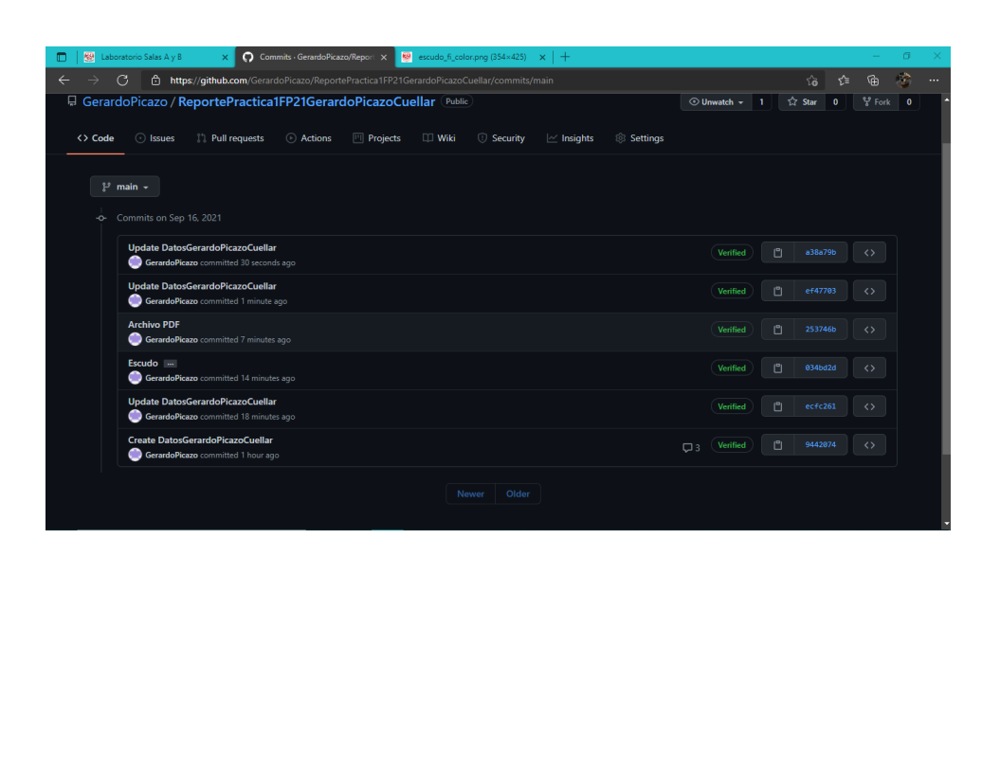 Laboratorio Salas A y B
Commits · GerardoPicazo/Report
escudo_fi_color.png (354×425)
https://github.com/GerardoPicazo/ReportePractica1FP21GerardoPicazoCuellar/commits/main
GerardoPicazo / ReportePractica1FP21GerardoPicazoCuellar Public
Unwatch 1 Star 0 Fork 0
<> Code Issues Pull requests Actions Projects Wiki Security Insights Settings
main
Commits on Sep 16, 2021
Update DatosGerardoPicazoCuellar
GerardoPicazo committed 30 seconds ago
Verified a38a79b <>
Update DatosGerardoPicazoCuellar
GerardoPicazo committed 1 minute ago
Verified ef47703 <>
Archivo PDF
GerardoPicazo committed 7 minutes ago
Verified 253746b <>
Escudo ...
GerardoPicazo committed 14 minutes ago
Verified 034bd2d <>
Update DatosGerardoPicazoCuellar
GerardoPicazo committed 18 minutes ago
Verified ecfc261 <>
Create DatosGerardoPicazoCuellar
GerardoPicazo committed 1 hour ago
3 Verified 9442074 <>
Newer Older